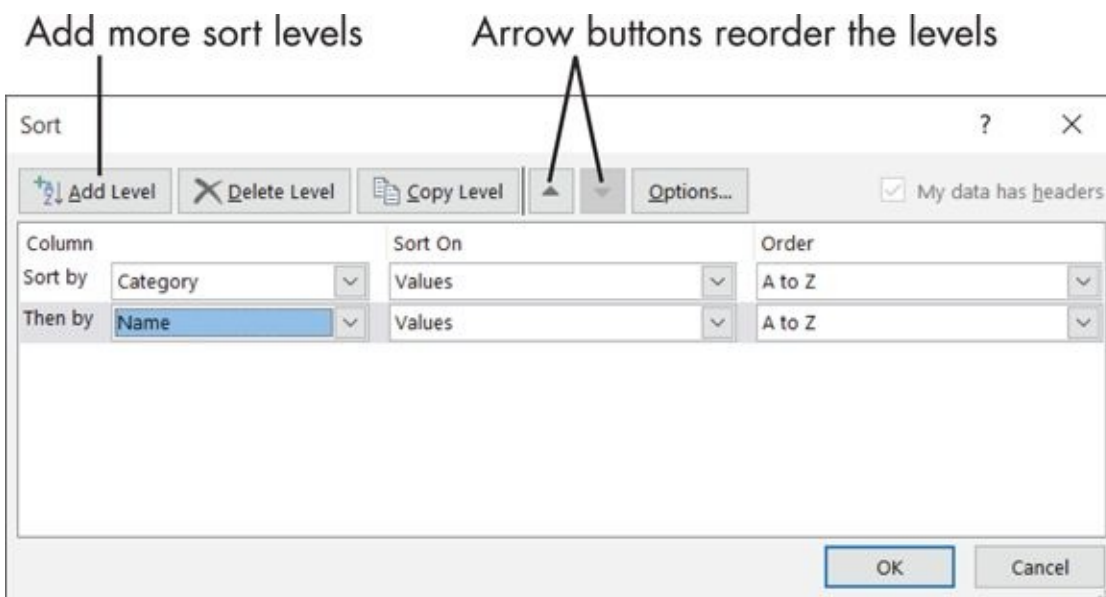 Add more sort levels Arrow buttons reorder the levels
Sort ? ×
Add Level Delete Level Copy Level Options... My data has headers
Column Sort On Order
Sort by Category Values A to Z
Then by Name Values A to Z
OK Cancel